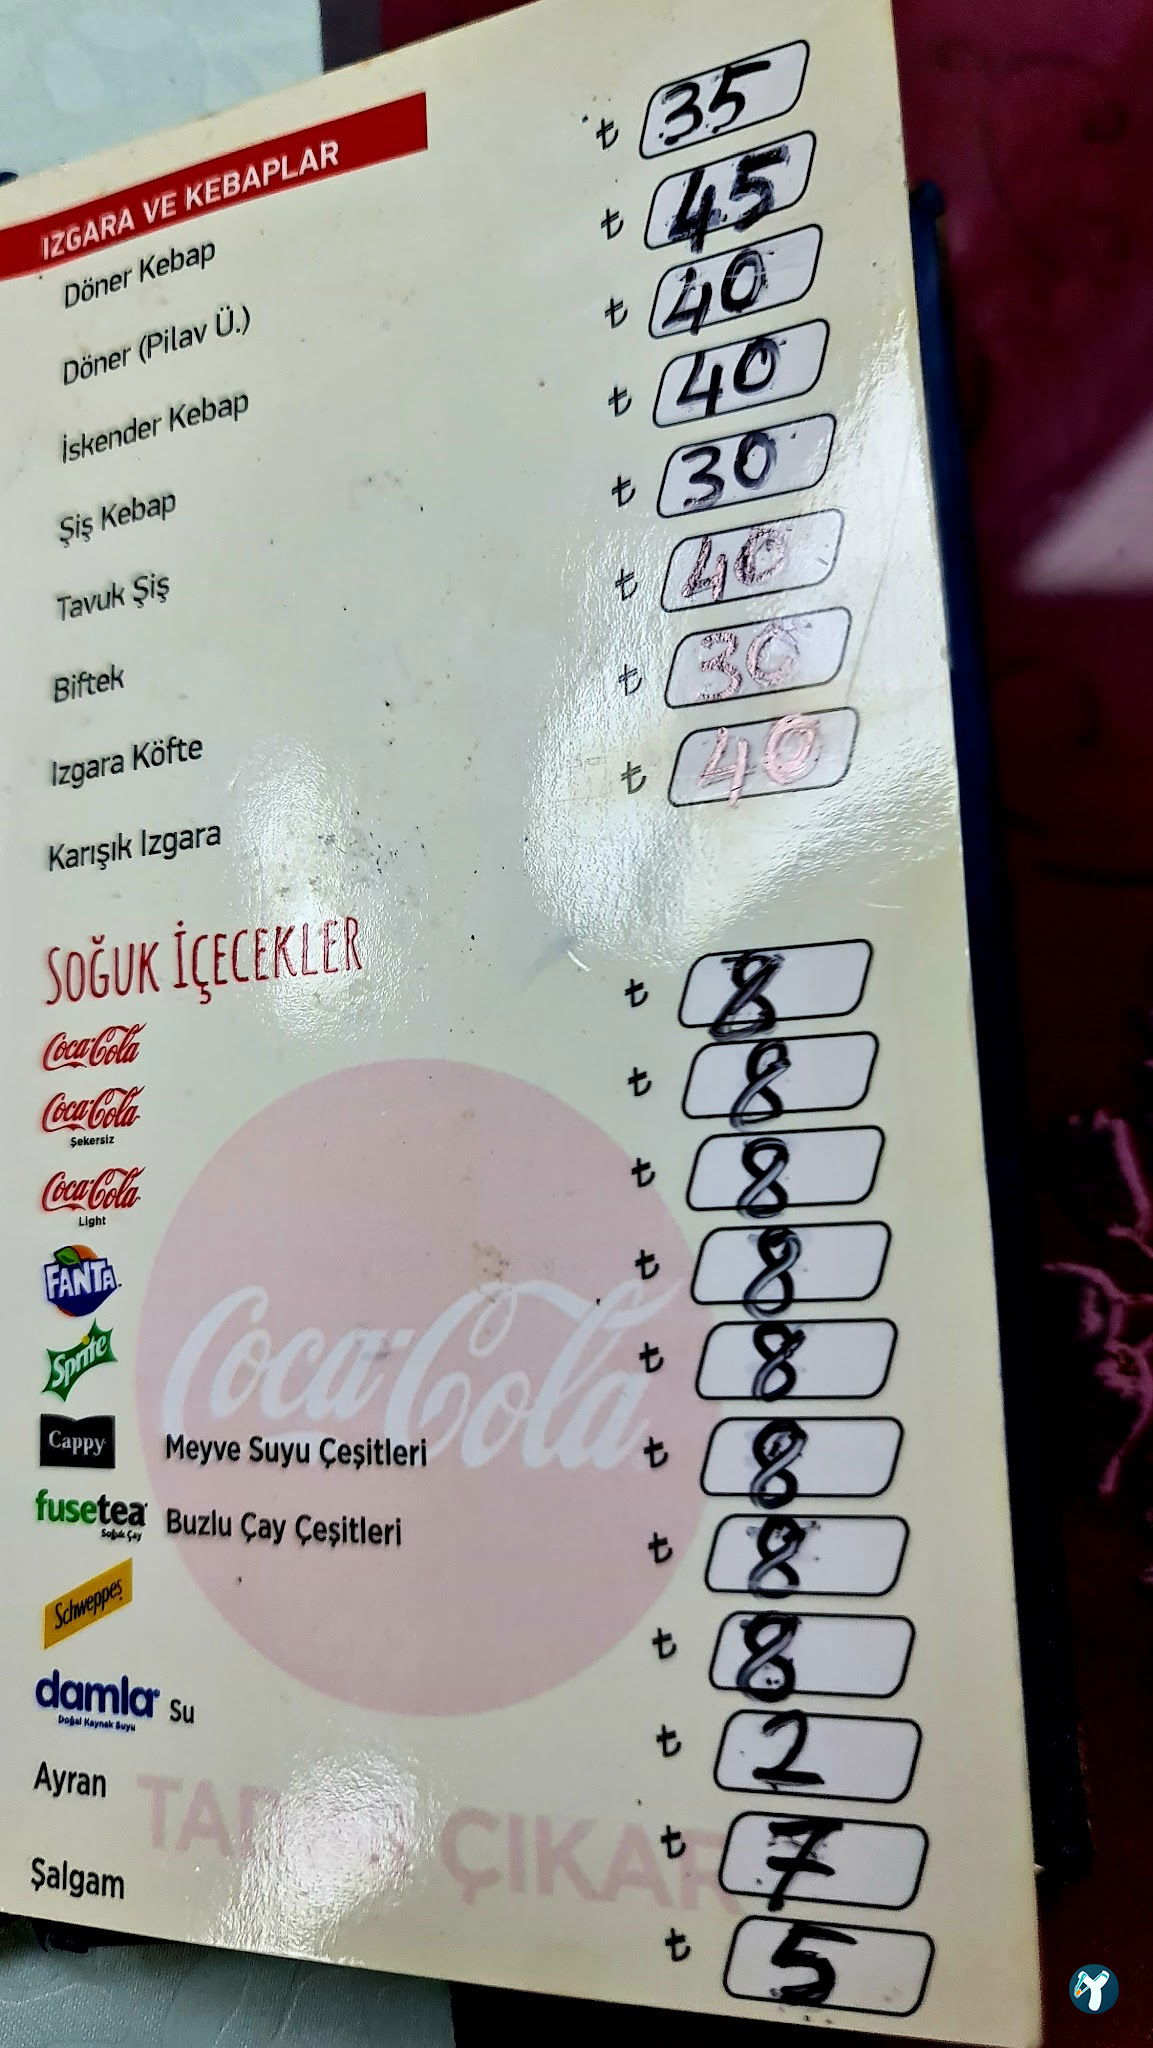 IZGARA VE KEBAPLAR
Döner Kebap ₺ 35
Döner (Pilav Ü.) ₺ 45
İskender Kebap ₺ 40
Şiş Kebap ₺ 40
Tavuk Şiş ₺ 30
Biftek ₺ 40
Izgara Köfte ₺ 30
Karışık Izgara ₺ 40
SOĞUK İÇECEKLER
Coca-Cola ₺ 8
Coca-Cola ₺ 8
Şekersiz
Coca-Cola ₺ 8
Light
FANTA ₺ 8
Sprite ₺ 8
Cappy Meyve Suyu Çeşitleri ₺ 8
fusetea Buzlu Çay Çeşitleri ₺ 8
Soğuk Çay
Schweppes ₺ 8
damla Su ₺ 2
Doğal Kaynak Suyu
Ayran ₺ 7
Şalgam ₺ 5
Coca-Cola
ÇIKAR